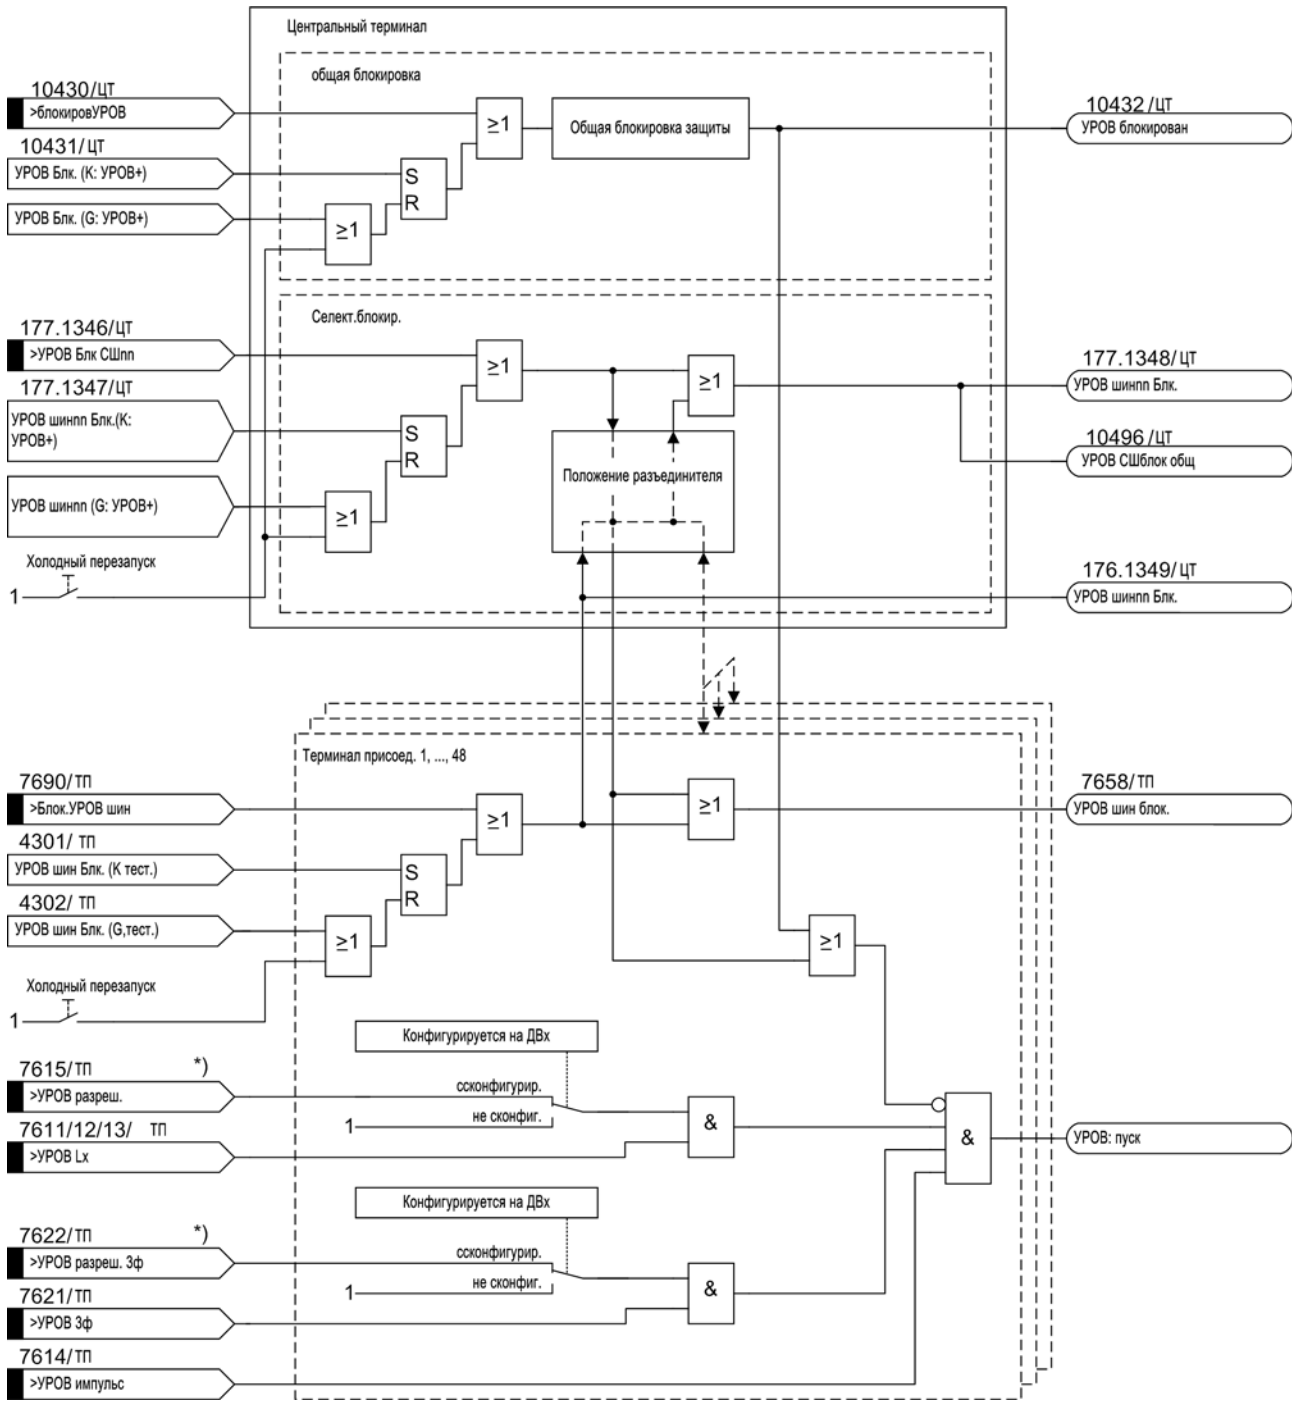 Центральный терминал
общая блокировка
10430/ЦТ
>блокировУРОВ
≥1
Общая блокировка защиты
10432/ЦТ
УРОВ блокирован
10431/ЦТ
УРОВ Блк. (K: УРОВ+)
S
R
УРОВ Блк. (G: УРОВ+)
≥1
Селект.блокир.
177.1346/ЦТ
>УРОВ Блк СШnn
≥1
≥1
177.1348/ЦТ
УРОВ шинnn Блк.
177.1347/ЦТ
УРОВ шинnn Блк.(K:
УРОВ+)
S
R
10496/ЦТ
УРОВ СШблок общ
Положение разъединителя
УРОВ шинnn (G: УРОВ+)
≥1
Холодный перезапуск
1
176.1349/ЦТ
УРОВ шинnn Блк.
Терминал присоед. 1, ..., 48
7690/ТП
>Блок.УРОВ шин
≥1
≥1
7658/ТП
УРОВ шин блок.
4301/ ТП
УРОВ шин Блк. (K тест.)
S
R
4302/ ТП
УРОВ шин Блк. (G,тест.)
≥1
≥1
Холодный перезапуск
1
Конфигурируется на ДВх
7615/ТП *)
>УРОВ разреш.
ссконфигурир.
не сконфиг.
1
&
7611/12/13/ ТП
>УРОВ Lx
&
УРОВ: пуск
Конфигурируется на ДВх
7622/ТП *)
>УРОВ разреш. 3ф
ссконфигурир.
не сконфиг.
1
&
7621/ТП
>УРОВ 3ф
7614/ТП
>УРОВ импульс